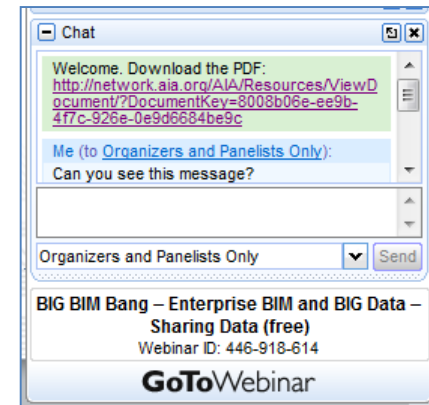 Chat
Welcome. Download the PDF:
http://network.aia.org/AIA/Resources/ViewD
ocument/?DocumentKey=8008b06e-ee9b-
4f7c-926e-0e9d6684be9c
Me (to Organizers and Panelists Only):
Can you see this message?
Organizers and Panelists Only
Send
BIG BIM Bang – Enterprise BIM and BIG Data –
Sharing Data (free)
Webinar ID: 446-918-614
GoToWebinar